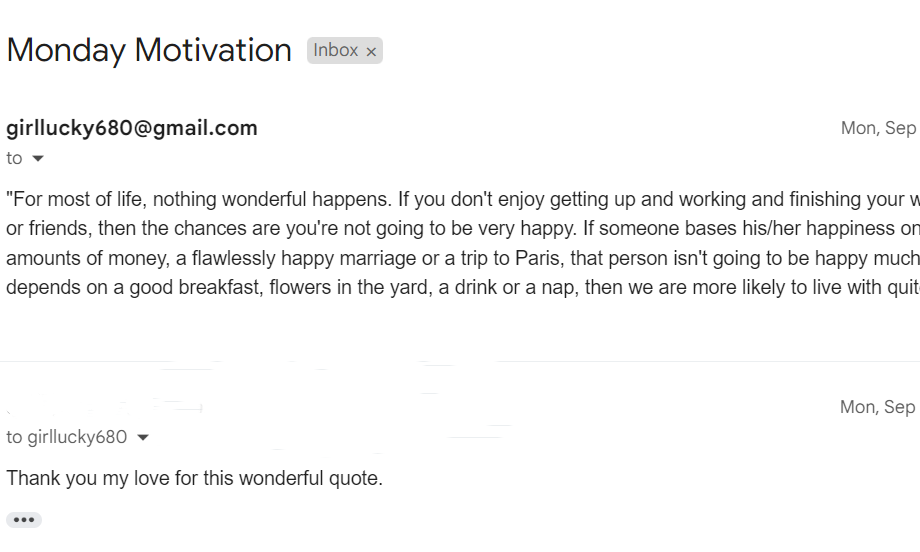 Monday Motivation Inbox ×
girllucky680@gmail.com
Mon, Sep
to
"For most of life, nothing wonderful happens. If you don't enjoy getting up and working and finishing your
or friends, then the chances are you're not going to be very happy. If someone bases his/her happiness on
amounts of money, a flawlessly happy marriage or a trip to Paris, that person isn't going to be happy much
depends on a good breakfast, flowers in the yard, a drink or a nap, then we are more likely to live with
Mon, Sep
to girllucky680
Thank you my love for this wonderful quote.
•••